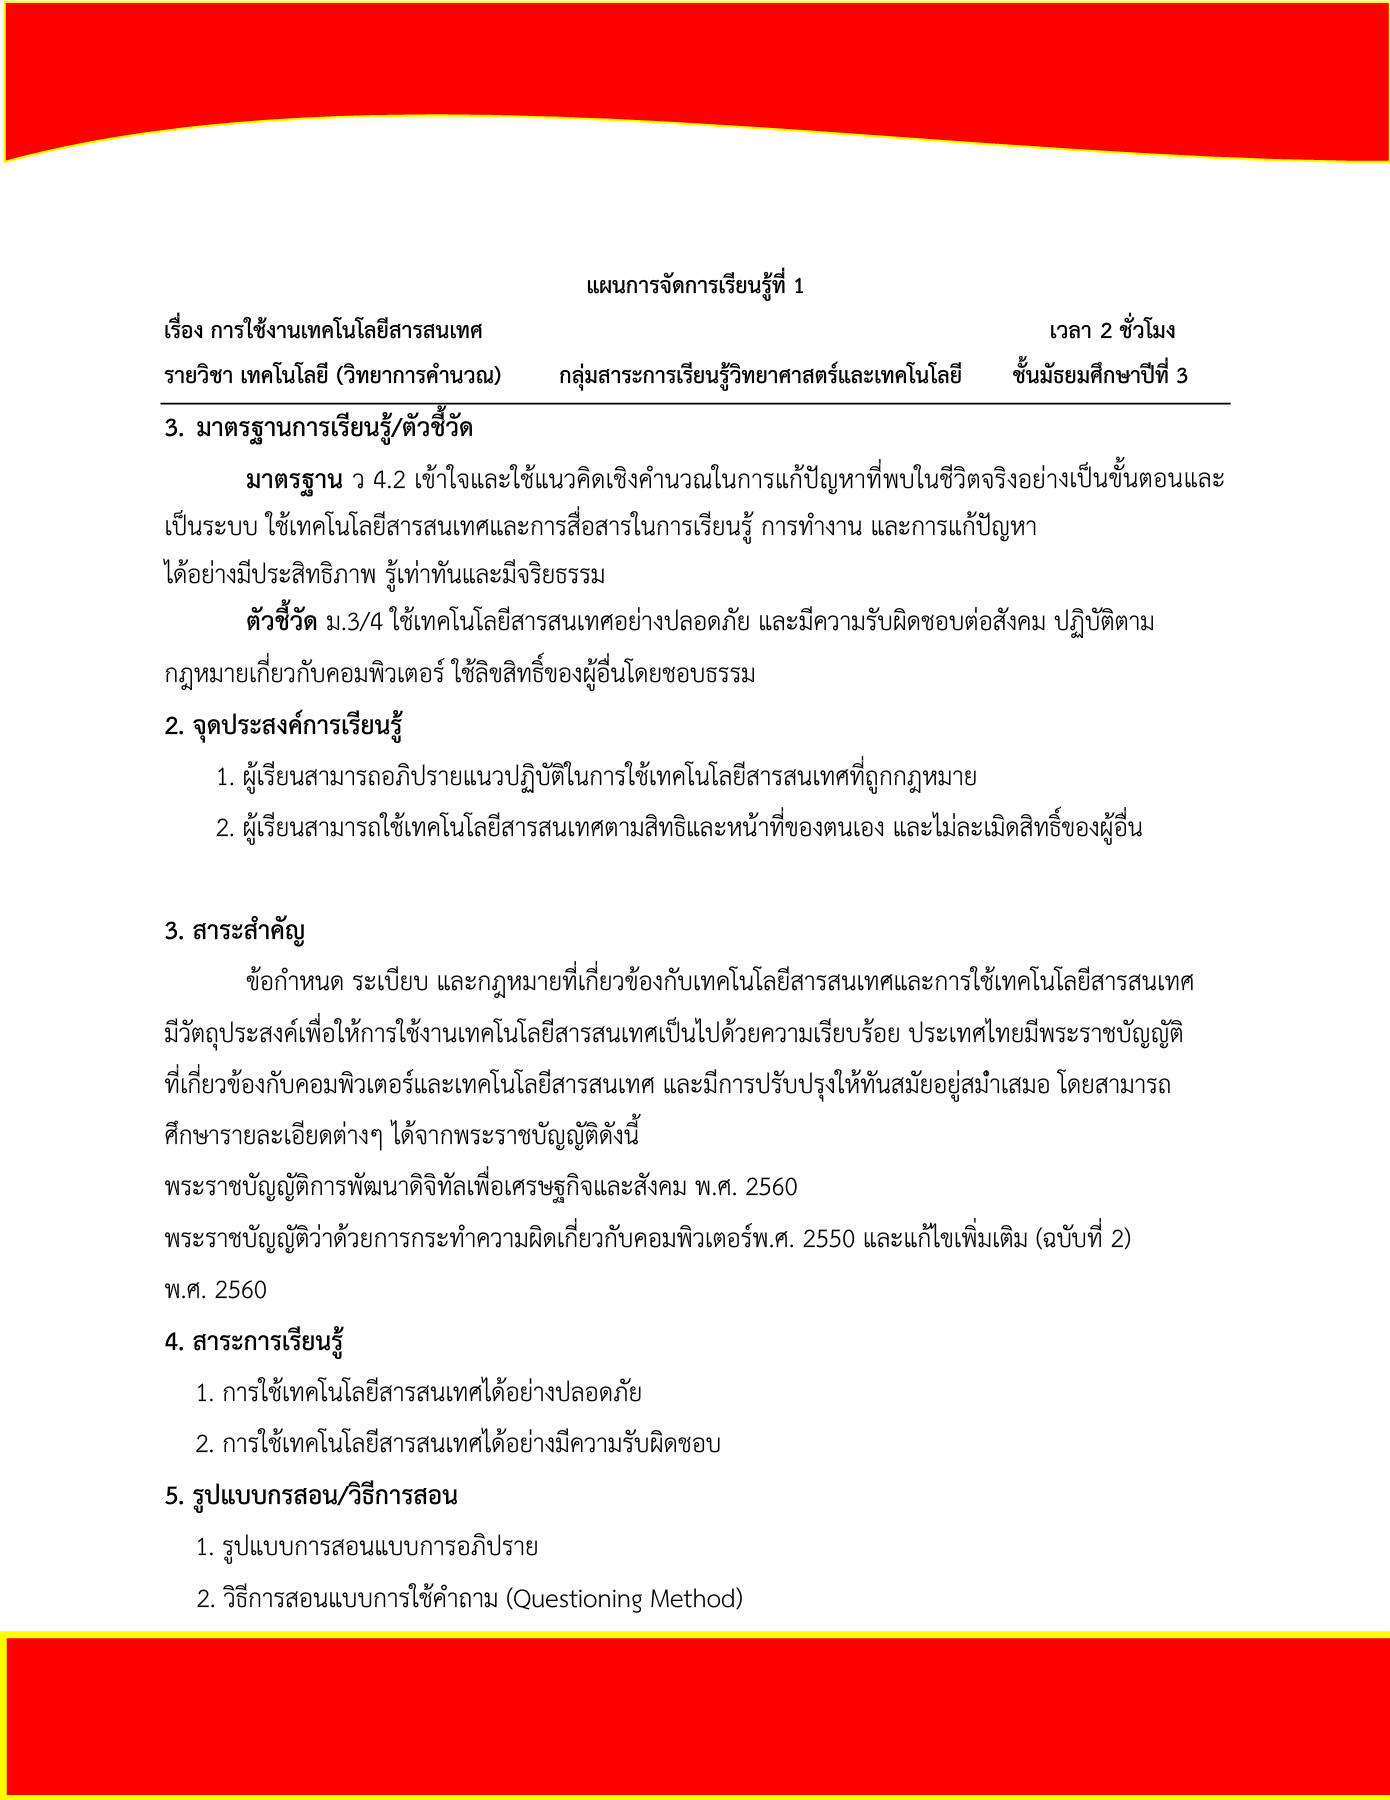 แผนการจัดการเรียนรู้ที่ 1
เรื่อง การใช้งานเทคโนโลยีสารสนเทศ เวลา 2 ชั่วโมง
รายวิชา เทคโนโลยี (วิทยาการคำนวณ) กลุ่มสาระการเรียนรู้วิทยาศาสตร์และเทคโนโลยี ชั้นมัธยมศึกษาปีที่ 3
3. มาตรฐานการเรียนรู้/ตัวชี้วัด
มาตรฐาน ว 4.2 เข้าใจและใช้แนวคิดเชิงคำนวณในการแก้ปัญหาที่พบในชีวิตจริงอย่างเป็นขั้นตอนและ
เป็นระบบ ใช้เทคโนโลยีสารสนเทศและการสื่อสารในการเรียนรู้ การทำงาน และการแก้ปัญหา
ได้อย่างมีประสิทธิภาพ รู้เท่าทันและมีจริยธรรม
ตัวชี้วัด ม.3/4 ใช้เทคโนโลยีสารสนเทศอย่างปลอดภัย และมีความรับผิดชอบต่อสังคม ปฏิบัติตาม
กฎหมายเกี่ยวกับคอมพิวเตอร์ ใช้ลิขสิทธิ์ของผู้อื่นโดยชอบธรรม
2. จุดประสงค์การเรียนรู้
1. ผู้เรียนสามารถอภิปรายแนวปฏิบัติในการใช้เทคโนโลยีสารสนเทศที่ถูกกฎหมาย
2. ผู้เรียนสามารถใช้เทคโนโลยีสารสนเทศตามสิทธิและหน้าที่ของตนเอง และไม่ละเมิดสิทธิ์ของผู้อื่น
3. สาระสำคัญ
ข้อกำหนด ระเบียบ และกฎหมายที่เกี่ยวข้องกับเทคโนโลยีสารสนเทศและการใช้เทคโนโลยีสารสนเทศ
มีวัตถุประสงค์เพื่อให้การใช้งานเทคโนโลยีสารสนเทศเป็นไปด้วยความเรียบร้อย ประเทศไทยมีพระราชบัญญัติ
ที่เกี่ยวข้องกับคอมพิวเตอร์และเทคโนโลยีสารสนเทศ และมีการปรับปรุงให้ทันสมัยอยู่สม่ำเสมอ โดยสามารถ
ศึกษารายละเอียดต่างๆ ได้จากพระราชบัญญัติดังนี้
พระราชบัญญัติการพัฒนาดิจิทัลเพื่อเศรษฐกิจและสังคม พ.ศ. 2560
พระราชบัญญัติว่าด้วยการกระทำความผิดเกี่ยวกับคอมพิวเตอร์พ.ศ. 2550 และแก้ไขเพิ่มเติม (ฉบับที่ 2)
พ.ศ. 2560
4. สาระการเรียนรู้
1. การใช้เทคโนโลยีสารสนเทศได้อย่างปลอดภัย
2. การใช้เทคโนโลยีสารสนเทศได้อย่างมีความรับผิดชอบ
5. รูปแบบกรสอน/วิธีการสอน
1. รูปแบบการสอนแบบการอภิปราย
2. วิธีการสอนแบบการใช้คำถาม (Questioning Method)